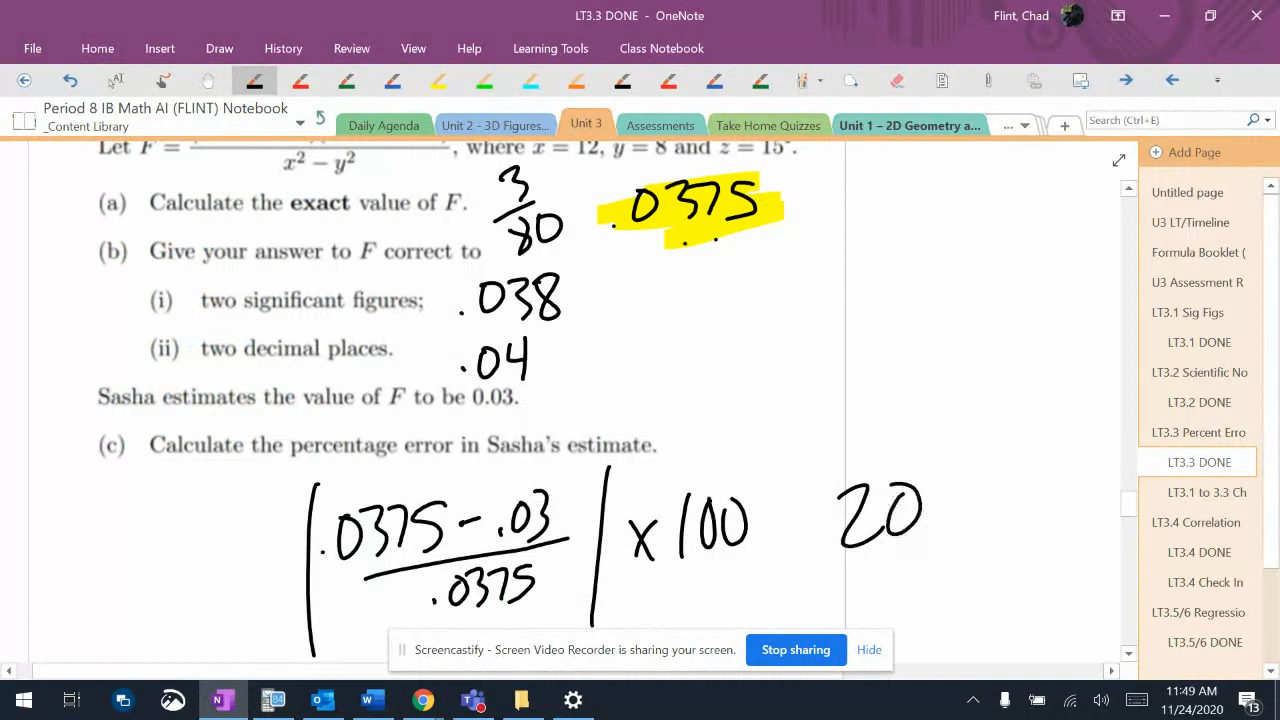 LT3.3 DONE - OneNote
Flint, Chad
File Home Insert Draw History Review View Help Learning Tools Class Notebook
Period 8 IB Math AI (FLINT) Notebook
_Content Library
Daily Agenda Unit 2 - 3D Figures... Unit 3 Assessments Take Home Quizzes Unit 1 – 2D Geometry a... ... +
Search (Ctrl+E)
Add Page
Untitled page
U3 LT/Timeline
Formula Booklet (
U3 Assessment R
LT3.1 Sig Figs
LT3.1 DONE
LT3.2 Scientific No
LT3.2 DONE
LT3.3 Percent Erro
LT3.3 DONE
LT3.1 to 3.3 Ch
LT3.4 Correlation
LT3.4 DONE
LT3.4 Check In
LT3.5/6 Regressio
LT3.5/6 DONE
Let F = , where x = 12, y = 8 and z = 15°.
x² − y²
(a) Calculate the exact value of F. 3/80 .0375
(b) Give your answer to F correct to
(i) two significant figures; .038
(ii) two decimal places. .04
Sasha estimates the value of F to be 0.03.
(c) Calculate the percentage error in Sasha's estimate.
| .0375 - .03 | x 100 20
.0375
Screencastify - Screen Video Recorder is sharing your screen. Stop sharing Hide
11:49 AM
11/24/2020
13